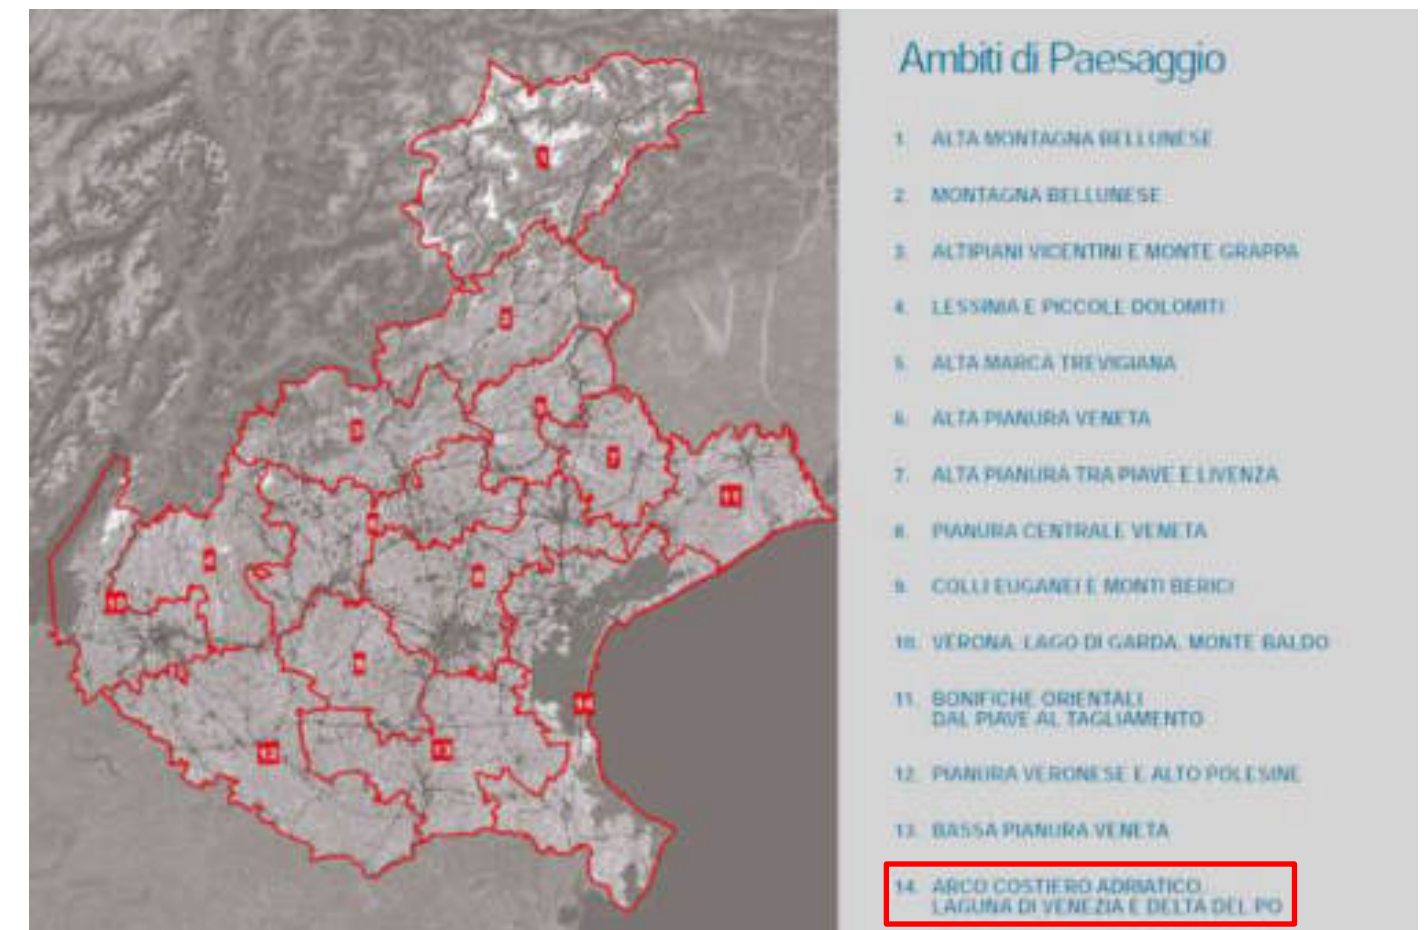 Ambiti di Paesaggio
1. ALTA MONTAGNA BELLUNESE
2. MONTAGNA BELLUNESE
3. ALTIPIANI VICENTINI E MONTE GRAPPA
4. LESSINIA E PICCOLE DOLOMITI
5. ALTA MARCA TREVIGIANA
6. ALTA PIANURA VENETA
7. ALTA PIANURA TRA PIAVE E LIVENZA
8. PIANURA CENTRALE VENETA
9. COLLI EUGANEI E MONTI BERICI
10. VERONA, LAGO DI GARDA, MONTE BALDO
11. BONIFICHE ORIENTALI
DAL PIAVE AL TAGLIAMENTO
12. PIANURA VERONESE E ALTO POLESINE
13. BASSA PIANURA VENETA
14. ARCO COSTIERO ADRIATICO,
LAGUNA DI VENEZIA E DELTA DEL PO
1
2
3
5
7
11
6
4
8
10
9
14
12
13